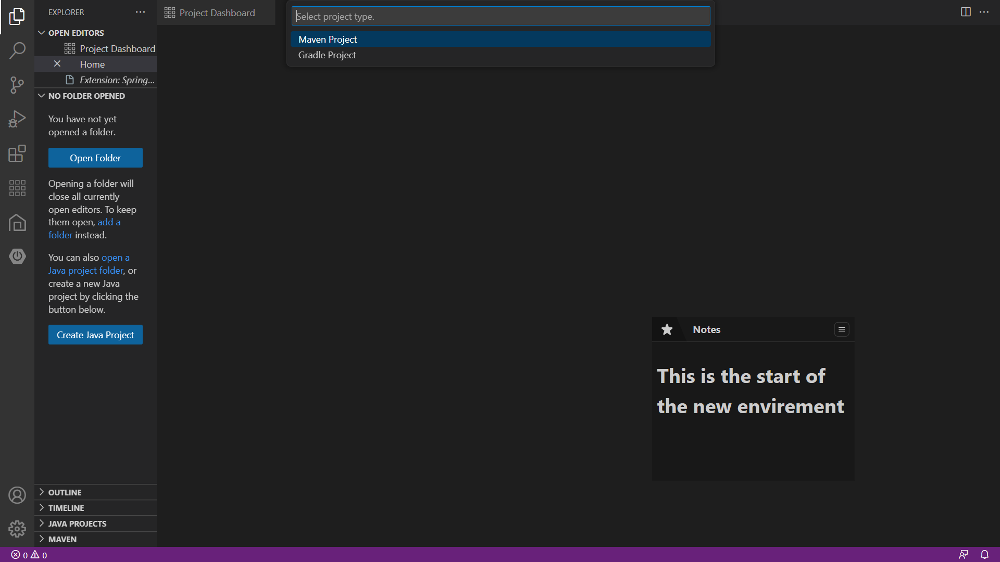 EXPLORER
Project Dashboard
Select project type.
Maven Project
Gradle Project
OPEN EDITORS
Project Dashboard
Home
Extension: Spring...
NO FOLDER OPENED
You have not yet
opened a folder.
Open Folder
Opening a folder will
close all currently
open editors. To keep
them open, add a
folder instead.
You can also open a
Java project folder, or
create a new Java
project by clicking the
button below.
Create Java Project
Notes
This is the start of
the new envirement
OUTLINE
TIMELINE
JAVA PROJECTS
MAVEN
0 0